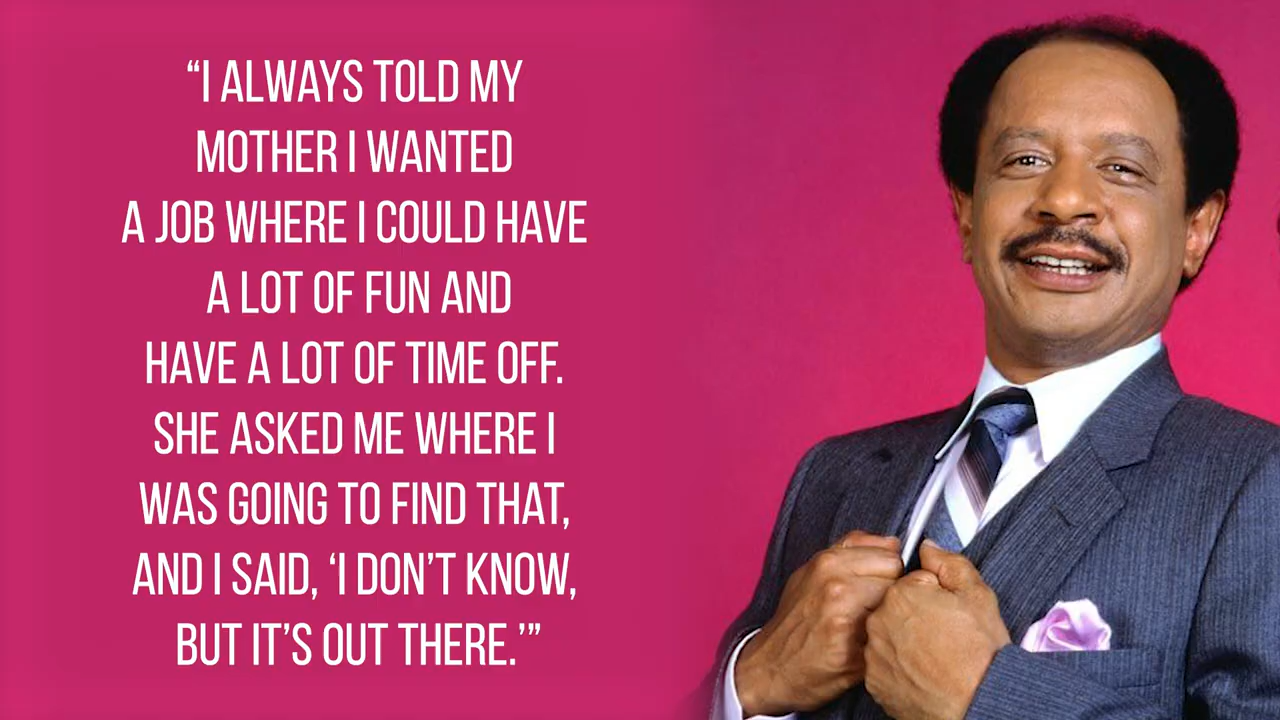 “I ALWAYS TOLD MY
MOTHER I WANTED
A JOB WHERE I COULD HAVE
A LOT OF FUN AND
HAVE A LOT OF TIME OFF.
SHE ASKED ME WHERE I
WAS GOING TO FIND THAT,
AND I SAID, ‘I DON’T KNOW,
BUT IT’S OUT THERE.’”